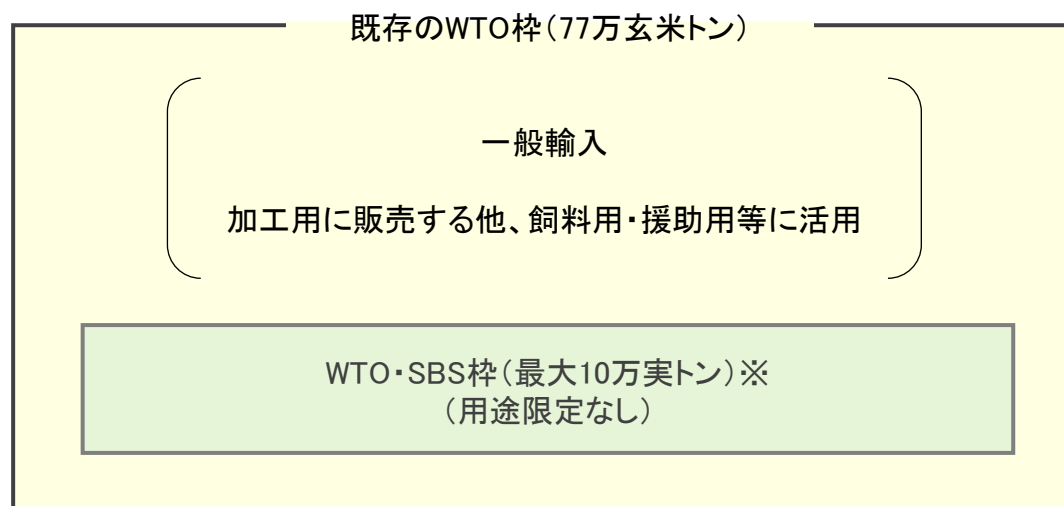 既存のWTO枠（77万玄米トン）
一般輸入
加工用に販売する他、飼料用・援助用等に活用
WTO・SBS枠（最大10万実トン）※
（用途限定なし）